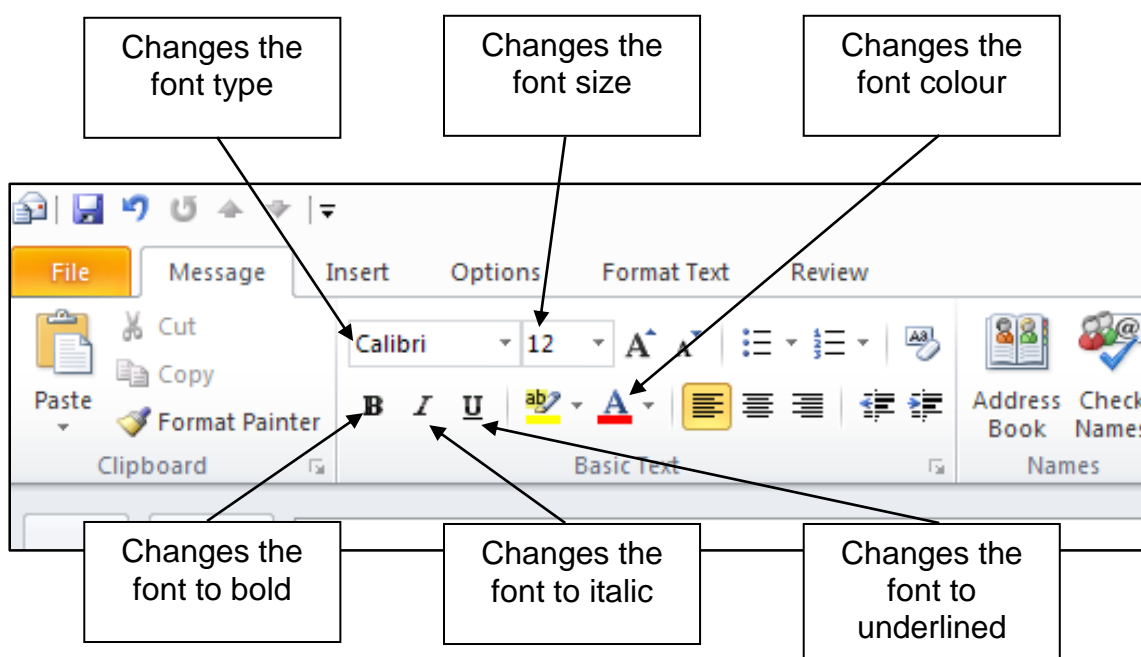 Changes the
font type
Changes the
font size
Changes the
font colour
File Message Insert Options Format Text Review
Cut
Calibri 12 A A Aa
Copy
Paste
B I U ab A
Address Check
Format Painter
Book Names
Clipboard Basic Text Names
Changes the
font to bold
Changes the
font to italic
Changes the
font to
underlined